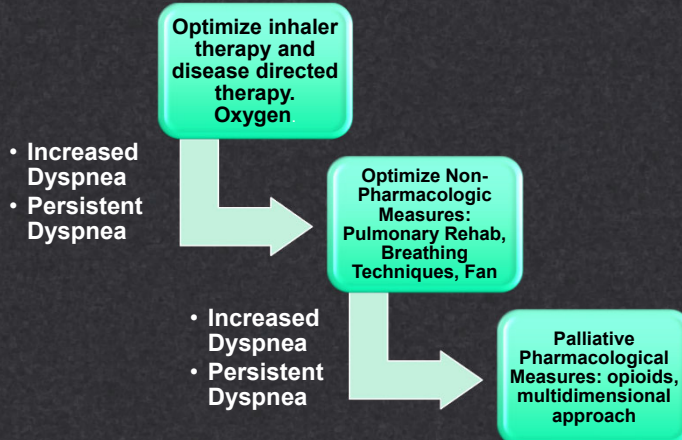 Optimize inhaler
therapy and
disease directed
therapy.
Oxygen
• Increased
Dyspnea
• Persistent
Dyspnea
Optimize Non-
Pharmacologic
Measures:
Pulmonary Rehab,
Breathing
Techniques, Fan
• Increased
Dyspnea
• Persistent
Dyspnea
Palliative
Pharmacological
Measures: opioids,
multidimensional
approach